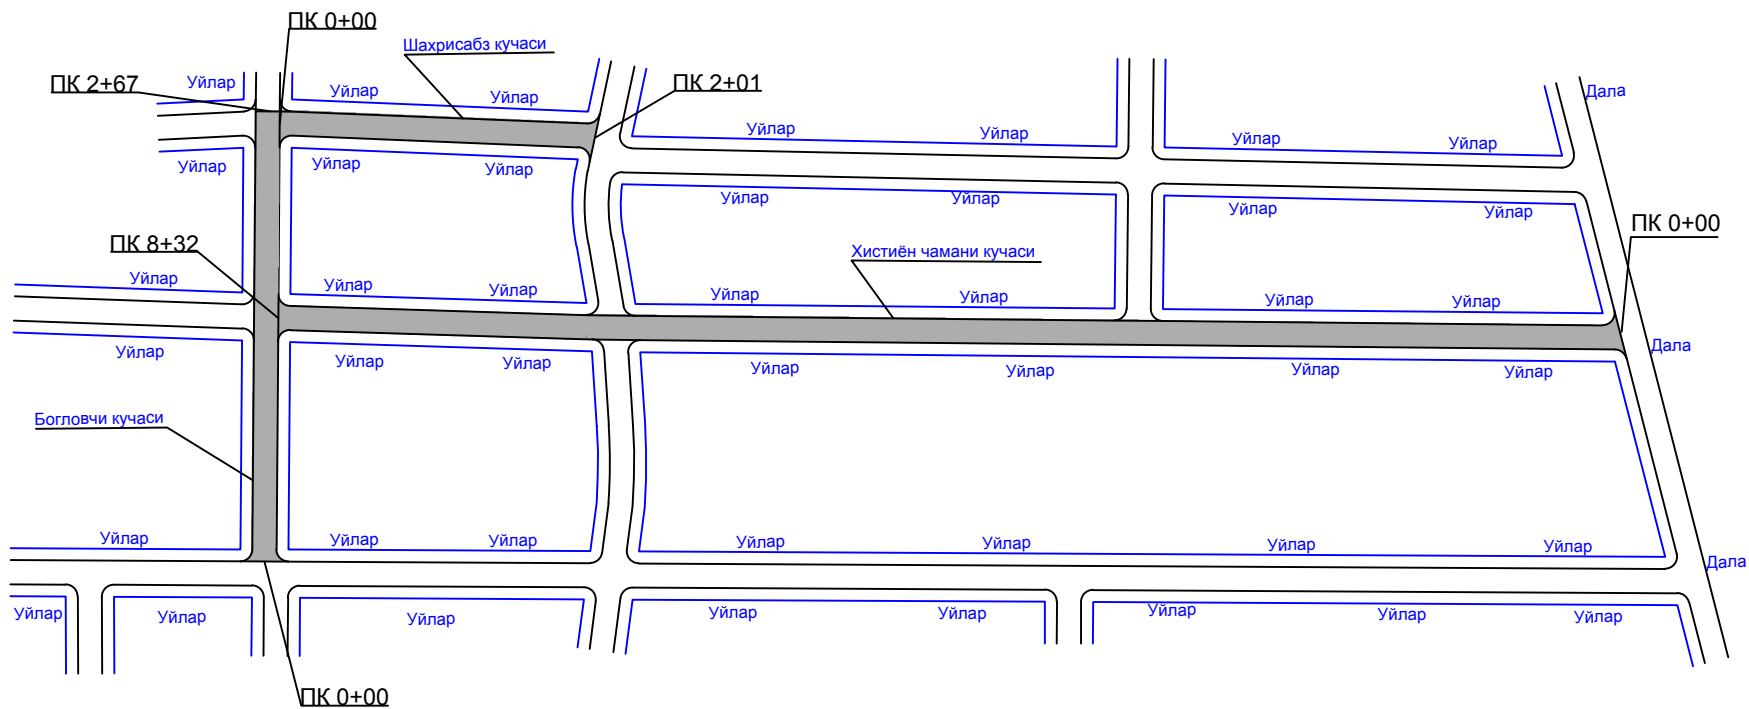 ПК 0+00
Шахрисабз кучаси
ПК 2+67
Уйлар
Уйлар
Уйлар
ПК 2+01
Дала
Уйлар
Уйлар
Уйлар
Уйлар
Уйлар
Уйлар
Уйлар
Уйлар
Уйлар
Уйлар
Уйлар
ПК 0+00
ПК 8+32
Хистиён чамани кучаси
Уйлар
Уйлар
Уйлар
Уйлар
Уйлар
Уйлар
Уйлар
Дала
Уйлар
Уйлар
Уйлар
Уйлар
Уйлар
Уйлар
Уйлар
Богловчи кучаси
Уйлар
Уйлар
Уйлар
Уйлар
Уйлар
Уйлар
Уйлар
Дала
Уйлар
Уйлар
Уйлар
Уйлар
Уйлар
Уйлар
Уйлар
Уйлар
ПК 0+00